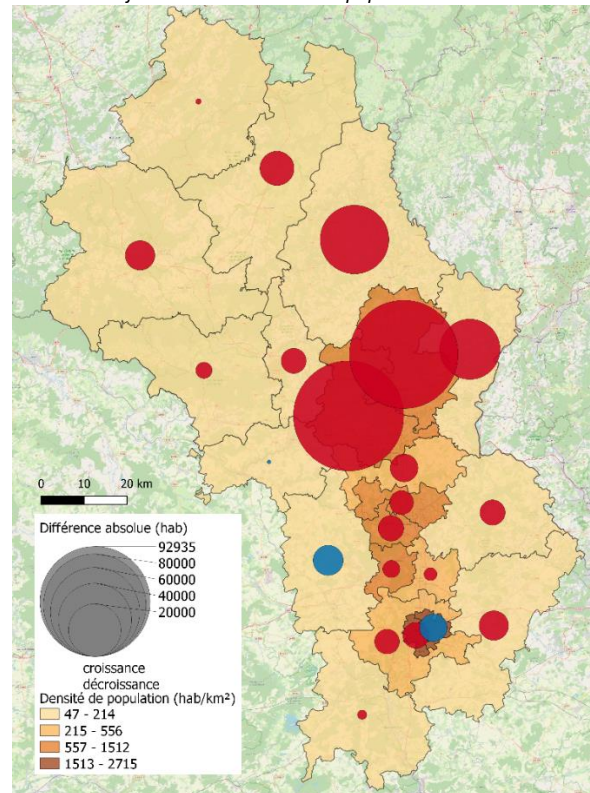 0 10 20 km
Différence absolue (hab)
92935
80000
60000
40000
20000
croissance
décroissance
Densité de population (hab/km²)
47 - 214
215 - 556
557 - 1512
1513 - 2715